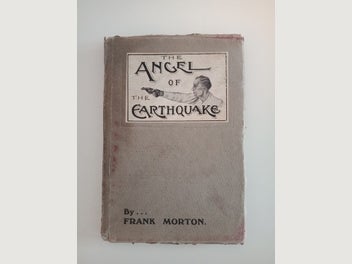 THE
ANGEL
OF
THE
EARTHQUAKE
By...
FRANK MORTON.